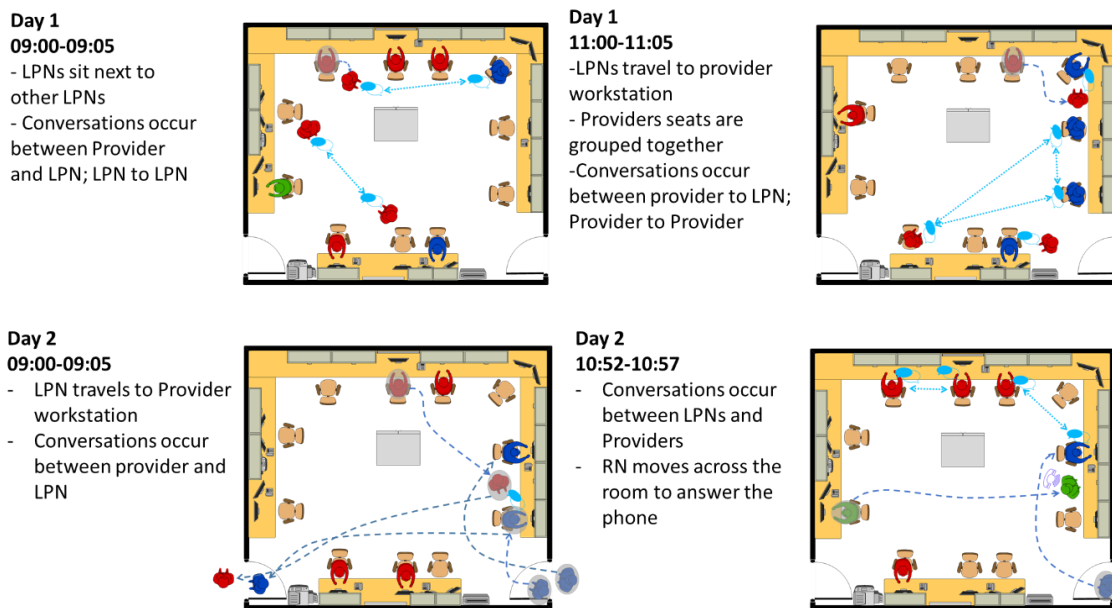 Day 1
09:00-09:05
- LPNs sit next to
other LPNs
- Conversations occur
between Provider
and LPN; LPN to LPN
Day 1
11:00-11:05
-LPNs travel to provider
workstation
- Providers seats are
grouped together
-Conversations occur
between provider to LPN;
Provider to Provider
Day 2
09:00-09:05
- LPN travels to Provider
workstation
- Conversations occur
between provider and
LPN
Day 2
10:52-10:57
- Conversations occur
between LPNs and
Providers
- RN moves across the
room to answer the
phone